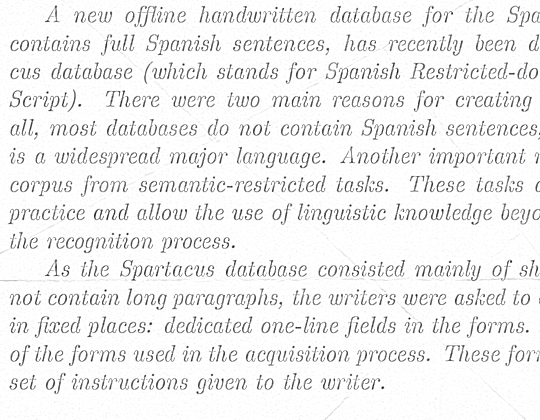 A new offline handwritten database for the Spa
contains full Spanish sentences, has recently been d
cus database (which stands for Spanish Restricted-do
Script). There were two main reasons for creating
all, most databases do not contain Spanish sentences,
is a widespread major language. Another important r
corpus from semantic-restricted tasks. These tasks a
practice and allow the use of linguistic knowledge beyo
the recognition process.
As the Spartacus database consisted mainly of sh
not contain long paragraphs, the writers were asked to c
in fixed places: dedicated one-line fields in the forms.
of the forms used in the acquisition process. These for
set of instructions given to the writer.